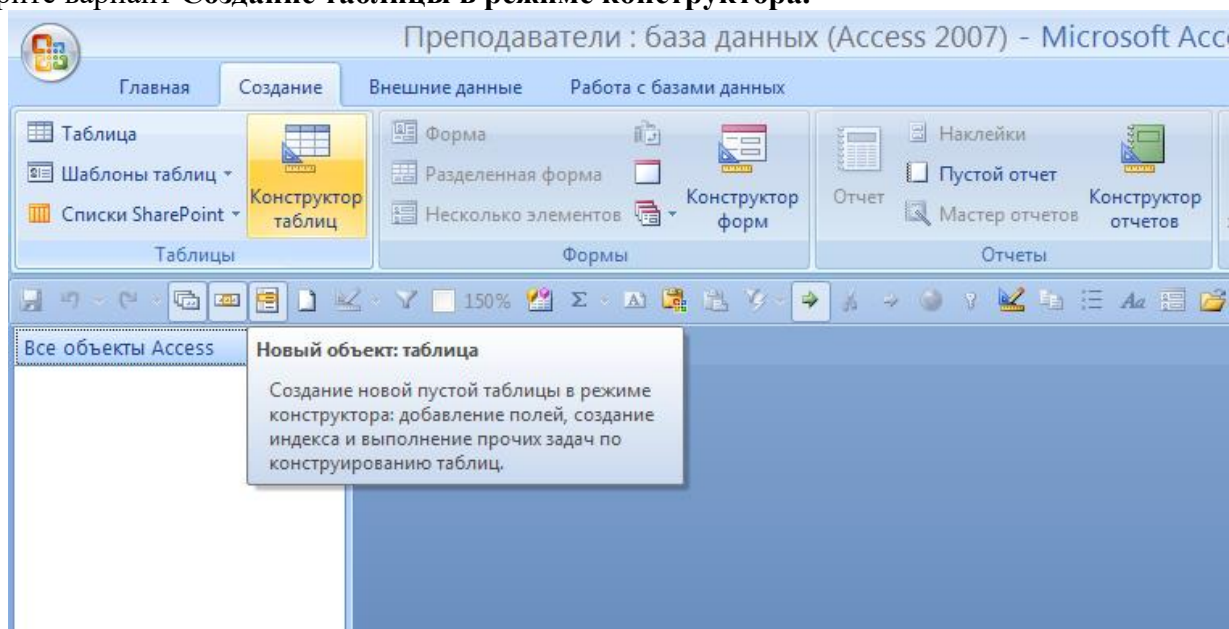 рите вариант Создание таблицы в режиме конструктора.
Преподаватели : база данных (Access 2007) - Microsoft Acc
Главная Создание Внешние данные Работа с базами данных
Таблица
Шаблоны таблиц
Списки SharePoint
Конструктор
таблиц
Таблицы
Форма
Разделенная форма
Несколько элементов
Конструктор
форм
Формы
Отчет
Наклейки
Пустой отчет
Мастер отчетов
Конструктор
отчетов
Отчеты
150%
Все объекты Access
Новый объект: таблица
Создание новой пустой таблицы в режиме
конструктора: добавление полей, создание
индекса и выполнение прочих задач по
конструированию таблиц.